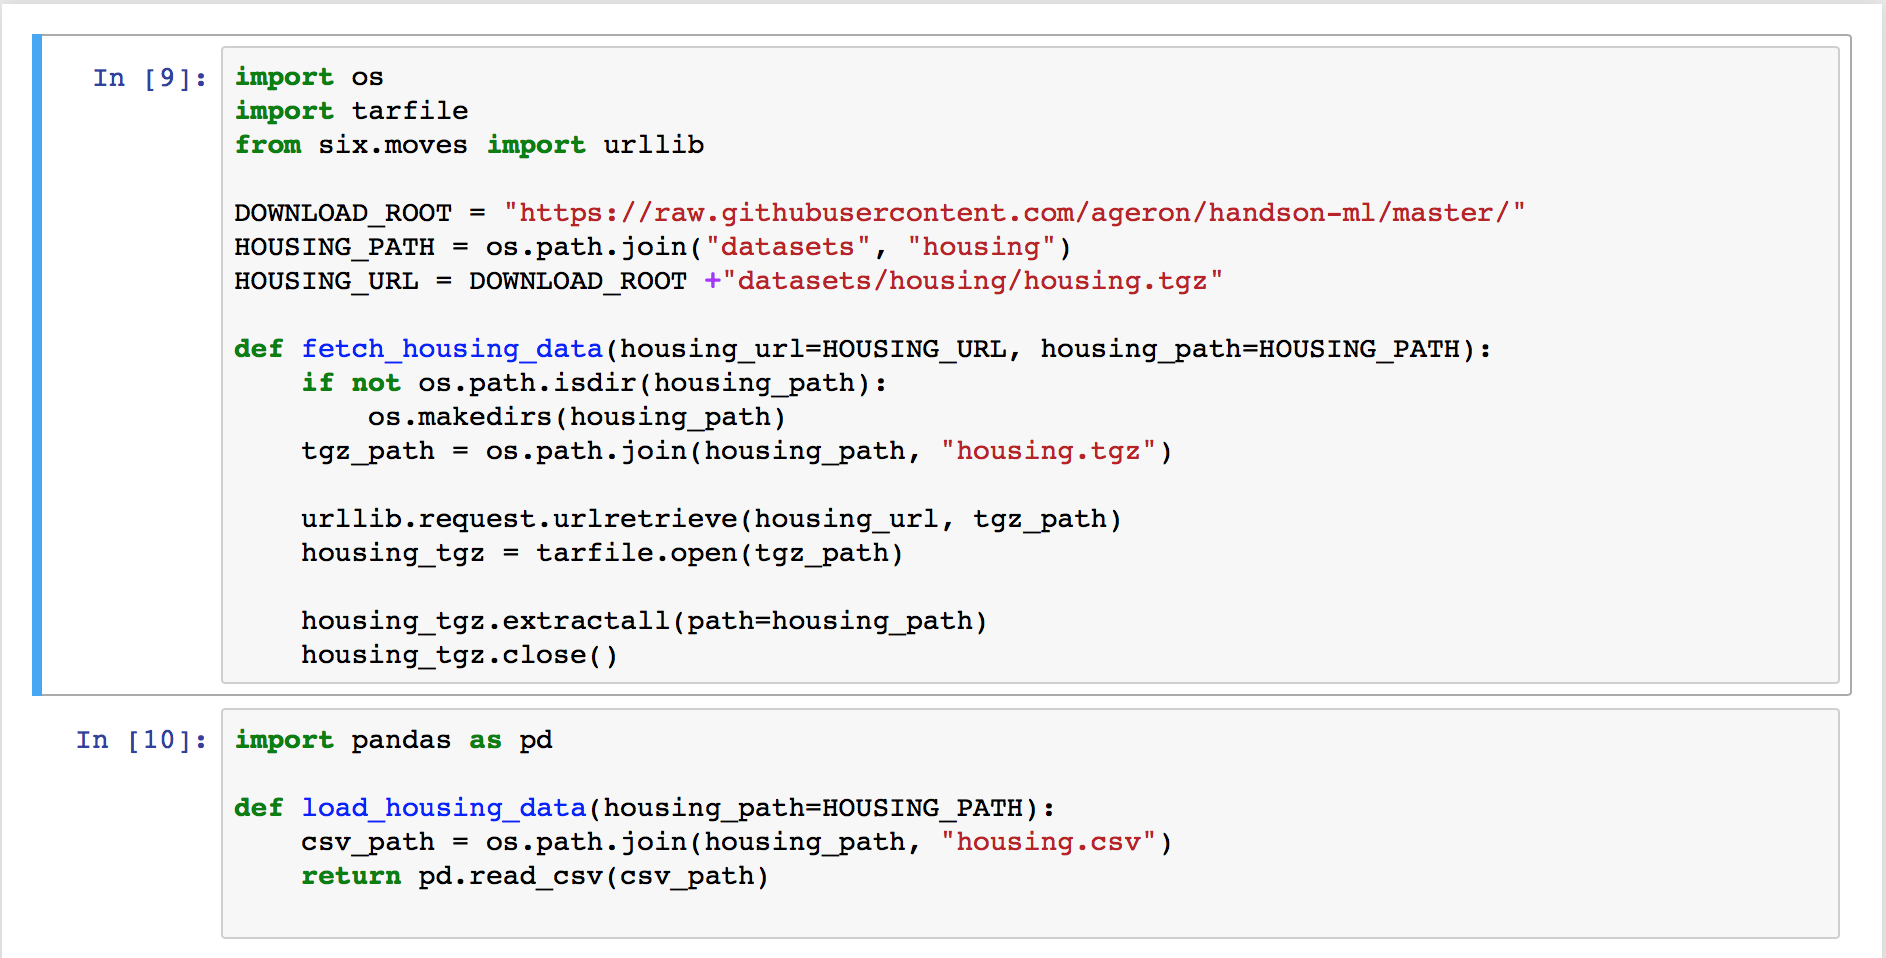 In [9]:
import os
import tarfile
from six.moves import urllib
DOWNLOAD_ROOT = "https://raw.githubusercontent.com/ageron/handson-ml/master/"
HOUSING_PATH = os.path.join("datasets", "housing")
HOUSING_URL = DOWNLOAD_ROOT +"datasets/housing/housing.tgz"
def fetch_housing_data(housing_url=HOUSING_URL, housing_path=HOUSING_PATH):
    if not os.path.isdir(housing_path):
        os.makedirs(housing_path)
    tgz_path = os.path.join(housing_path, "housing.tgz")
    urllib.request.urlretrieve(housing_url, tgz_path)
    housing_tgz = tarfile.open(tgz_path)
    housing_tgz.extractall(path=housing_path)
    housing_tgz.close()
In [10]:
import pandas as pd
def load_housing_data(housing_path=HOUSING_PATH):
    csv_path = os.path.join(housing_path, "housing.csv")
    return pd.read_csv(csv_path)